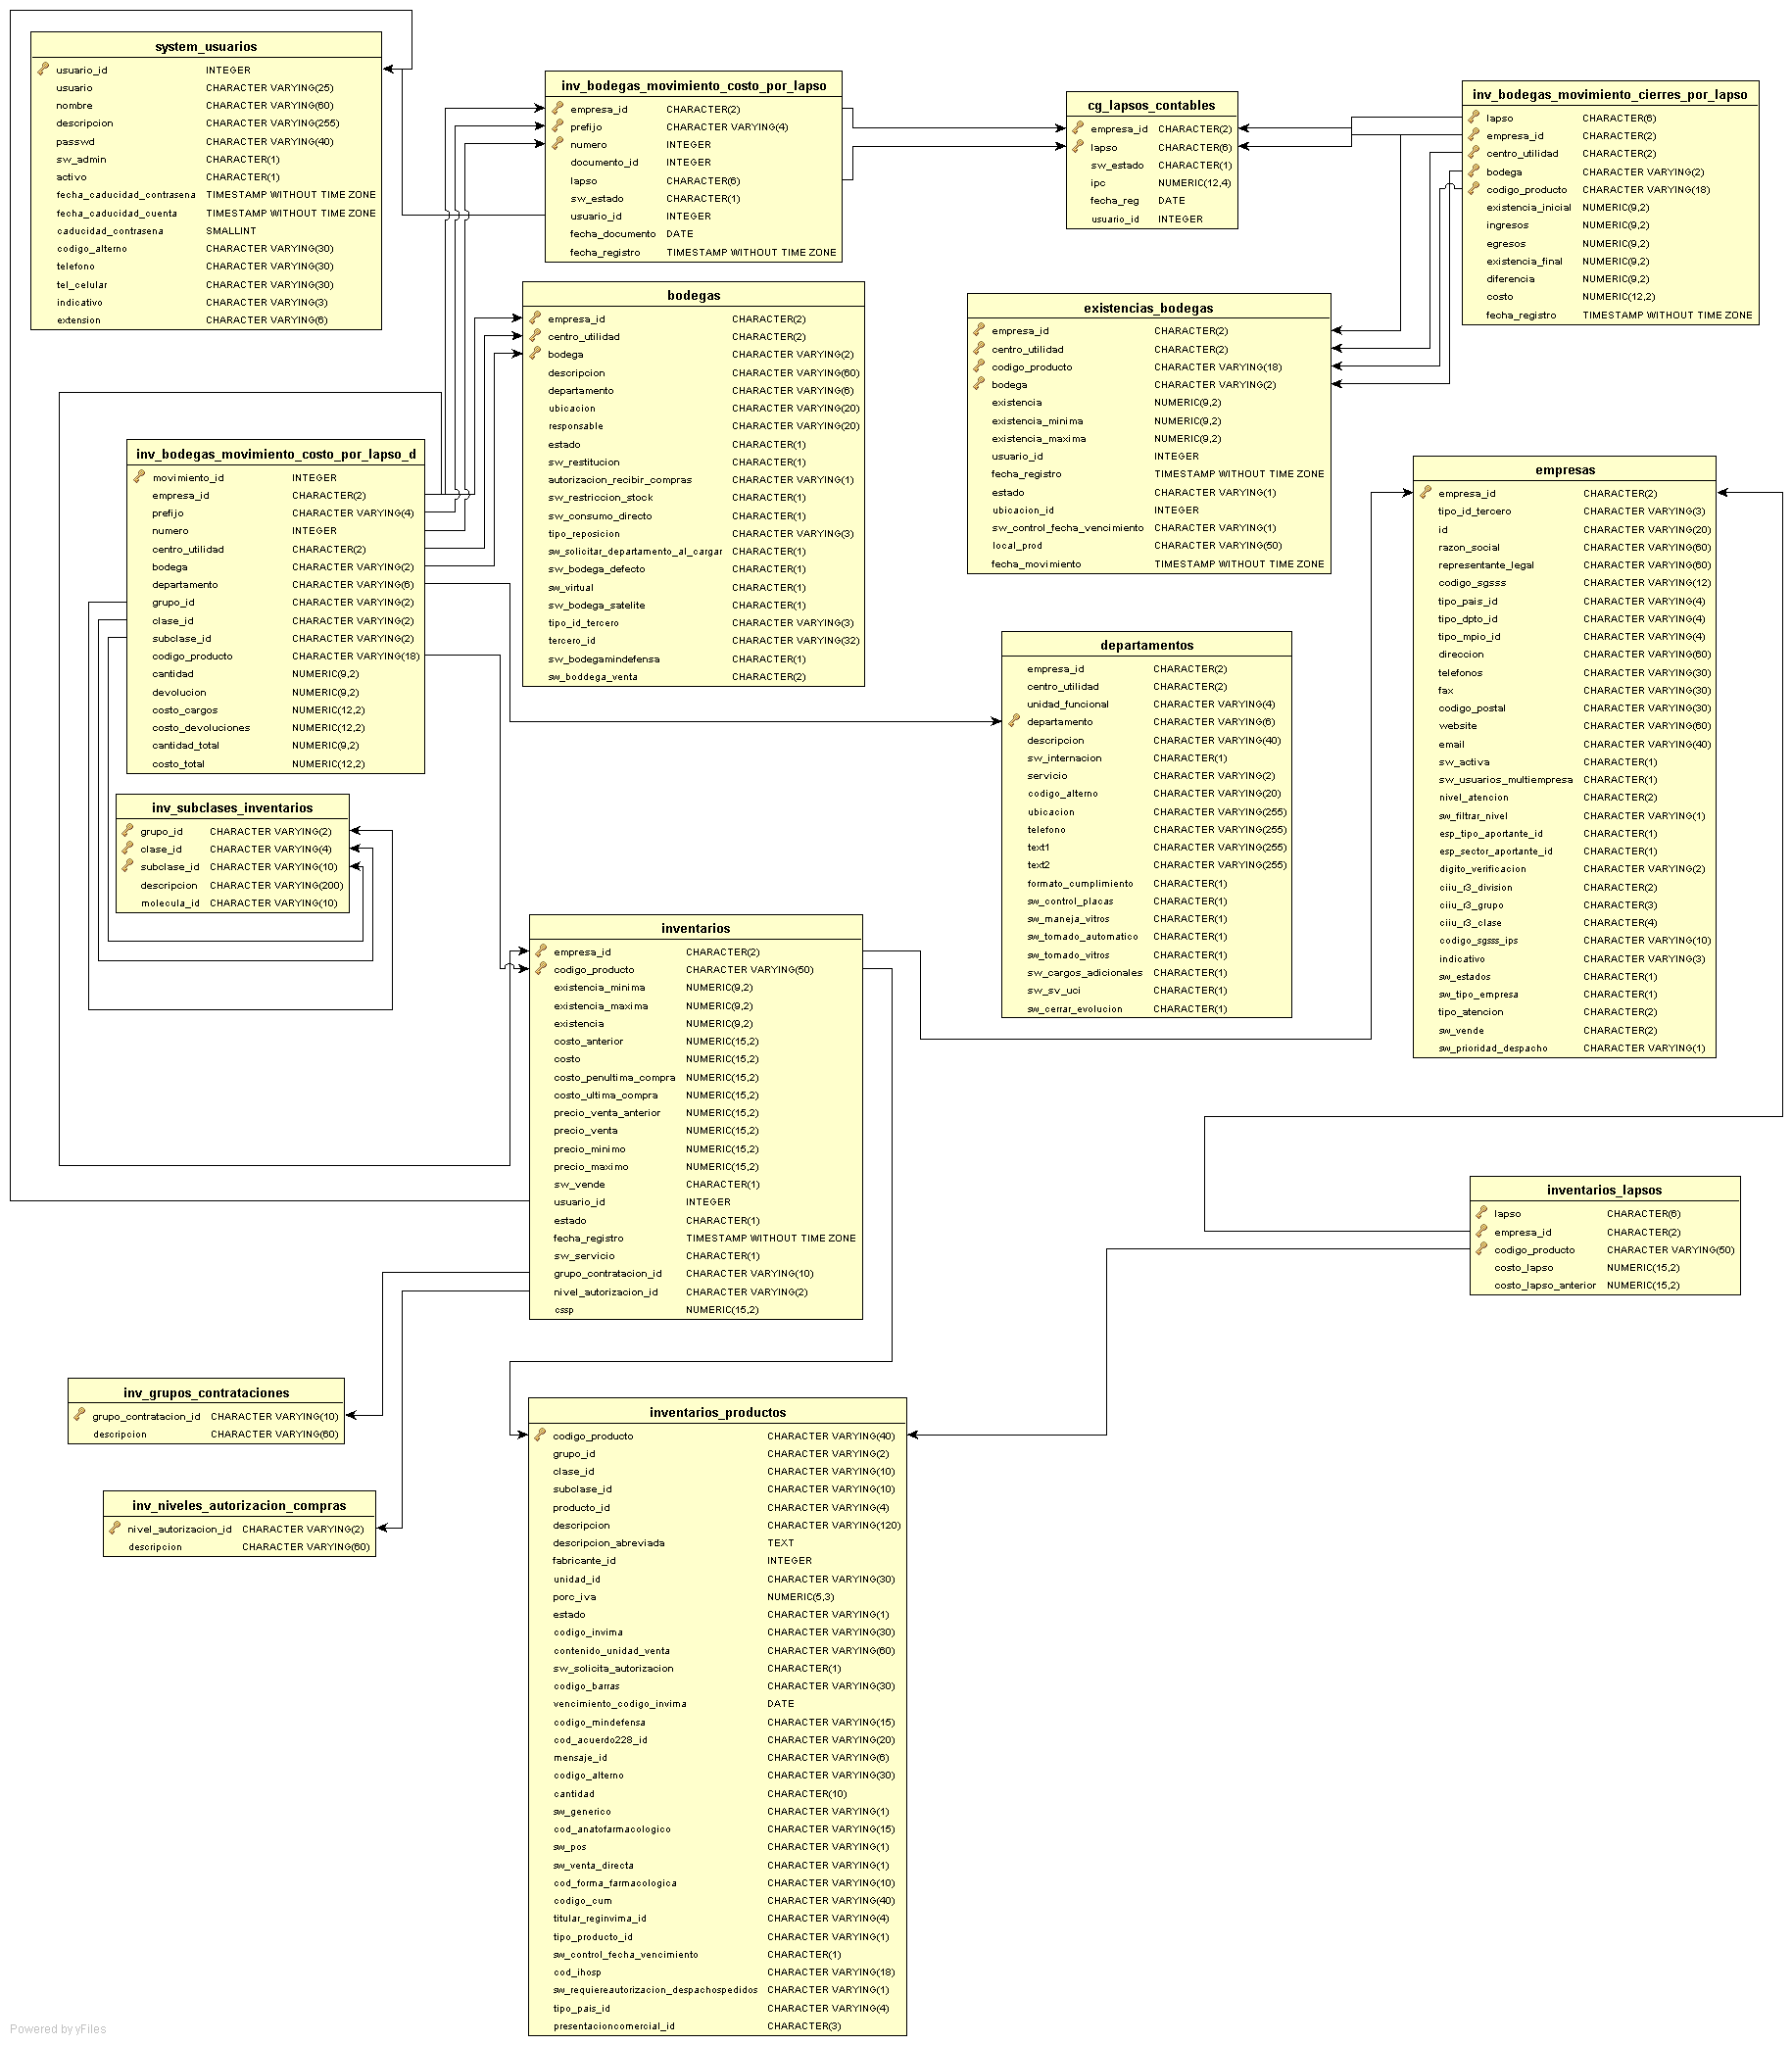 system_usuarios
usuario_id INTEGER
usuario CHARACTER VARYING(25)
nombre CHARACTER VARYING(60)
descripcion CHARACTER VARYING(255)
passwd CHARACTER VARYING(40)
sw_admin CHARACTER(1)
activo CHARACTER(1)
fecha_caducidad_contrasena TIMESTAMP WITHOUT TIME ZONE
fecha_caducidad_cuenta TIMESTAMP WITHOUT TIME ZONE
caducidad_contrasena SMALLINT
codigo_alterno CHARACTER VARYING(30)
telefono CHARACTER VARYING(30)
tel_celular CHARACTER VARYING(30)
indicativo CHARACTER VARYING(3)
extension CHARACTER VARYING(6)
inv_bodegas_movimiento_costo_por_lapso
empresa_id CHARACTER(2)
prefijo CHARACTER VARYING(4)
numero INTEGER
documento_id INTEGER
lapso CHARACTER(6)
sw_estado CHARACTER(1)
usuario_id INTEGER
fecha_documento DATE
fecha_registro TIMESTAMP WITHOUT TIME ZONE
cg_lapsos_contables
empresa_id CHARACTER(2)
lapso CHARACTER(6)
sw_estado CHARACTER(1)
ipc NUMERIC(12,4)
fecha_reg DATE
usuario_id INTEGER
inv_bodegas_movimiento_cierres_por_lapso
lapso CHARACTER(6)
empresa_id CHARACTER(2)
centro_utilidad CHARACTER(2)
bodega CHARACTER VARYING(2)
codigo_producto CHARACTER VARYING(18)
existencia_inicial NUMERIC(9,2)
ingresos NUMERIC(9,2)
egresos NUMERIC(9,2)
existencia_final NUMERIC(9,2)
diferencia NUMERIC(9,2)
costo NUMERIC(12,2)
fecha_registro TIMESTAMP WITHOUT TIME ZONE
bodegas
empresa_id CHARACTER(2)
centro_utilidad CHARACTER(2)
bodega CHARACTER VARYING(2)
descripcion CHARACTER VARYING(60)
departamento CHARACTER VARYING(6)
ubicacion CHARACTER VARYING(20)
responsable CHARACTER VARYING(20)
estado CHARACTER(1)
sw_restitucion CHARACTER(1)
autorizacion_recibir_compras CHARACTER VARYING(1)
sw_restriccion_stock CHARACTER(1)
sw_consumo_directo CHARACTER(1)
tipo_reposicion CHARACTER VARYING(3)
sw_solicitar_departamento_al_cargar CHARACTER(1)
sw_bodega_defecto CHARACTER(1)
sw_virtual CHARACTER(1)
sw_bodega_satelite CHARACTER(1)
tipo_id_tercero CHARACTER VARYING(3)
tercero_id CHARACTER VARYING(32)
sw_bodegamindefensa CHARACTER(1)
sw_boddega_venta CHARACTER(2)
existencias_bodegas
empresa_id CHARACTER(2)
centro_utilidad CHARACTER(2)
codigo_producto CHARACTER VARYING(18)
bodega CHARACTER VARYING(2)
existencia NUMERIC(9,2)
existencia_minima NUMERIC(9,2)
existencia_maxima NUMERIC(9,2)
usuario_id INTEGER
fecha_registro TIMESTAMP WITHOUT TIME ZONE
estado CHARACTER VARYING(1)
ubicacion_id INTEGER
sw_control_fecha_vencimiento CHARACTER VARYING(1)
local_prod CHARACTER VARYING(50)
fecha_movimiento TIMESTAMP WITHOUT TIME ZONE
inv_bodegas_movimiento_costo_por_lapso_d
movimiento_id INTEGER
empresa_id CHARACTER(2)
prefijo CHARACTER VARYING(4)
numero INTEGER
centro_utilidad CHARACTER(2)
bodega CHARACTER VARYING(2)
departamento CHARACTER VARYING(6)
grupo_id CHARACTER VARYING(2)
clase_id CHARACTER VARYING(2)
subclase_id CHARACTER VARYING(2)
codigo_producto CHARACTER VARYING(18)
cantidad NUMERIC(9,2)
devolucion NUMERIC(9,2)
costo_cargos NUMERIC(12,2)
costo_devoluciones NUMERIC(12,2)
cantidad_total NUMERIC(9,2)
costo_total NUMERIC(12,2)
empresas
empresa_id CHARACTER(2)
tipo_id_tercero CHARACTER VARYING(3)
id CHARACTER VARYING(20)
razon_social CHARACTER VARYING(60)
representante_legal CHARACTER VARYING(60)
codigo_sgsss CHARACTER VARYING(12)
tipo_pais_id CHARACTER VARYING(4)
tipo_dpto_id CHARACTER VARYING(4)
tipo_mpio_id CHARACTER VARYING(4)
direccion CHARACTER VARYING(60)
telefonos CHARACTER VARYING(30)
fax CHARACTER VARYING(30)
codigo_postal CHARACTER VARYING(30)
website CHARACTER VARYING(60)
email CHARACTER VARYING(40)
sw_activa CHARACTER(1)
sw_usuarios_multiempresa CHARACTER(1)
nivel_atencion CHARACTER(2)
sw_filtrar_nivel CHARACTER VARYING(1)
esp_tipo_aportante_id CHARACTER(1)
esp_sector_aportante_id CHARACTER(1)
digito_verificacion CHARACTER VARYING(2)
ciiu_r3_division CHARACTER(2)
ciiu_r3_grupo CHARACTER(3)
ciiu_r3_clase CHARACTER(4)
codigo_sgsss_ips CHARACTER VARYING(10)
indicativo CHARACTER VARYING(3)
sw_estados CHARACTER(1)
sw_tipo_empresa CHARACTER(1)
tipo_atencion CHARACTER(2)
sw_vende CHARACTER(2)
sw_prioridad_despacho CHARACTER VARYING(1)
departamentos
empresa_id CHARACTER(2)
centro_utilidad CHARACTER(2)
unidad_funcional CHARACTER VARYING(4)
departamento CHARACTER VARYING(6)
descripcion CHARACTER VARYING(40)
sw_internacion CHARACTER(1)
servicio CHARACTER VARYING(2)
codigo_alterno CHARACTER VARYING(20)
ubicacion CHARACTER VARYING(255)
telefono CHARACTER VARYING(255)
text1 CHARACTER VARYING(255)
text2 CHARACTER VARYING(255)
formato_cumplimiento CHARACTER(1)
sw_control_placas CHARACTER(1)
sw_maneja_vitros CHARACTER(1)
sw_tomado_automatico CHARACTER(1)
sw_tomado_vitros CHARACTER(1)
sw_cargos_adicionales CHARACTER(1)
sw_sv_uci CHARACTER(1)
sw_cerrar_evolucion CHARACTER(1)
inv_subclases_inventarios
grupo_id CHARACTER VARYING(2)
clase_id CHARACTER VARYING(4)
subclase_id CHARACTER VARYING(10)
descripcion CHARACTER VARYING(200)
molecula_id CHARACTER VARYING(10)
inventarios
empresa_id CHARACTER(2)
codigo_producto CHARACTER VARYING(50)
existencia_minima NUMERIC(9,2)
existencia_maxima NUMERIC(9,2)
existencia NUMERIC(9,2)
costo_anterior NUMERIC(15,2)
costo NUMERIC(15,2)
costo_penultima_compra NUMERIC(15,2)
costo_ultima_compra NUMERIC(15,2)
precio_venta_anterior NUMERIC(15,2)
precio_venta NUMERIC(15,2)
precio_minimo NUMERIC(15,2)
precio_maximo NUMERIC(15,2)
sw_vende CHARACTER(1)
usuario_id INTEGER
estado CHARACTER(1)
fecha_registro TIMESTAMP WITHOUT TIME ZONE
sw_servicio CHARACTER(1)
grupo_contratacion_id CHARACTER VARYING(10)
nivel_autorizacion_id CHARACTER VARYING(2)
cssp NUMERIC(15,2)
inventarios_lapsos
lapso CHARACTER(6)
empresa_id CHARACTER(2)
codigo_producto CHARACTER VARYING(50)
costo_lapso NUMERIC(15,2)
costo_lapso_anterior NUMERIC(15,2)
inv_grupos_contrataciones
grupo_contratacion_id CHARACTER VARYING(10)
descripcion CHARACTER VARYING(60)
inv_niveles_autorizacion_compras
nivel_autorizacion_id CHARACTER VARYING(2)
descripcion CHARACTER VARYING(60)
inventarios_productos
codigo_producto CHARACTER VARYING(40)
grupo_id CHARACTER VARYING(2)
clase_id CHARACTER VARYING(10)
subclase_id CHARACTER VARYING(10)
producto_id CHARACTER VARYING(4)
descripcion CHARACTER VARYING(120)
descripcion_abreviada TEXT
fabricante_id INTEGER
unidad_id CHARACTER VARYING(30)
porc_iva NUMERIC(5,3)
estado CHARACTER VARYING(1)
codigo_invima CHARACTER VARYING(30)
contenido_unidad_venta CHARACTER VARYING(60)
sw_solicita_autorizacion CHARACTER(1)
codigo_barras CHARACTER VARYING(30)
vencimiento_codigo_invima DATE
codigo_mindefensa CHARACTER VARYING(15)
cod_acuerdo228_id CHARACTER VARYING(20)
mensaje_id CHARACTER VARYING(6)
codigo_alterno CHARACTER VARYING(30)
cantidad CHARACTER(10)
sw_generico CHARACTER VARYING(1)
cod_anatofarmacologico CHARACTER VARYING(15)
sw_pos CHARACTER VARYING(1)
sw_venta_directa CHARACTER VARYING(1)
cod_forma_farmacologica CHARACTER VARYING(10)
codigo_cum CHARACTER VARYING(40)
titular_reginvima_id CHARACTER VARYING(4)
tipo_producto_id CHARACTER VARYING(1)
sw_control_fecha_vencimiento CHARACTER(1)
cod_ihosp CHARACTER VARYING(18)
sw_requiereautorizacion_despachospedidos CHARACTER VARYING(1)
tipo_pais_id CHARACTER VARYING(4)
presentacioncomercial_id CHARACTER(3)
Powered by yFiles